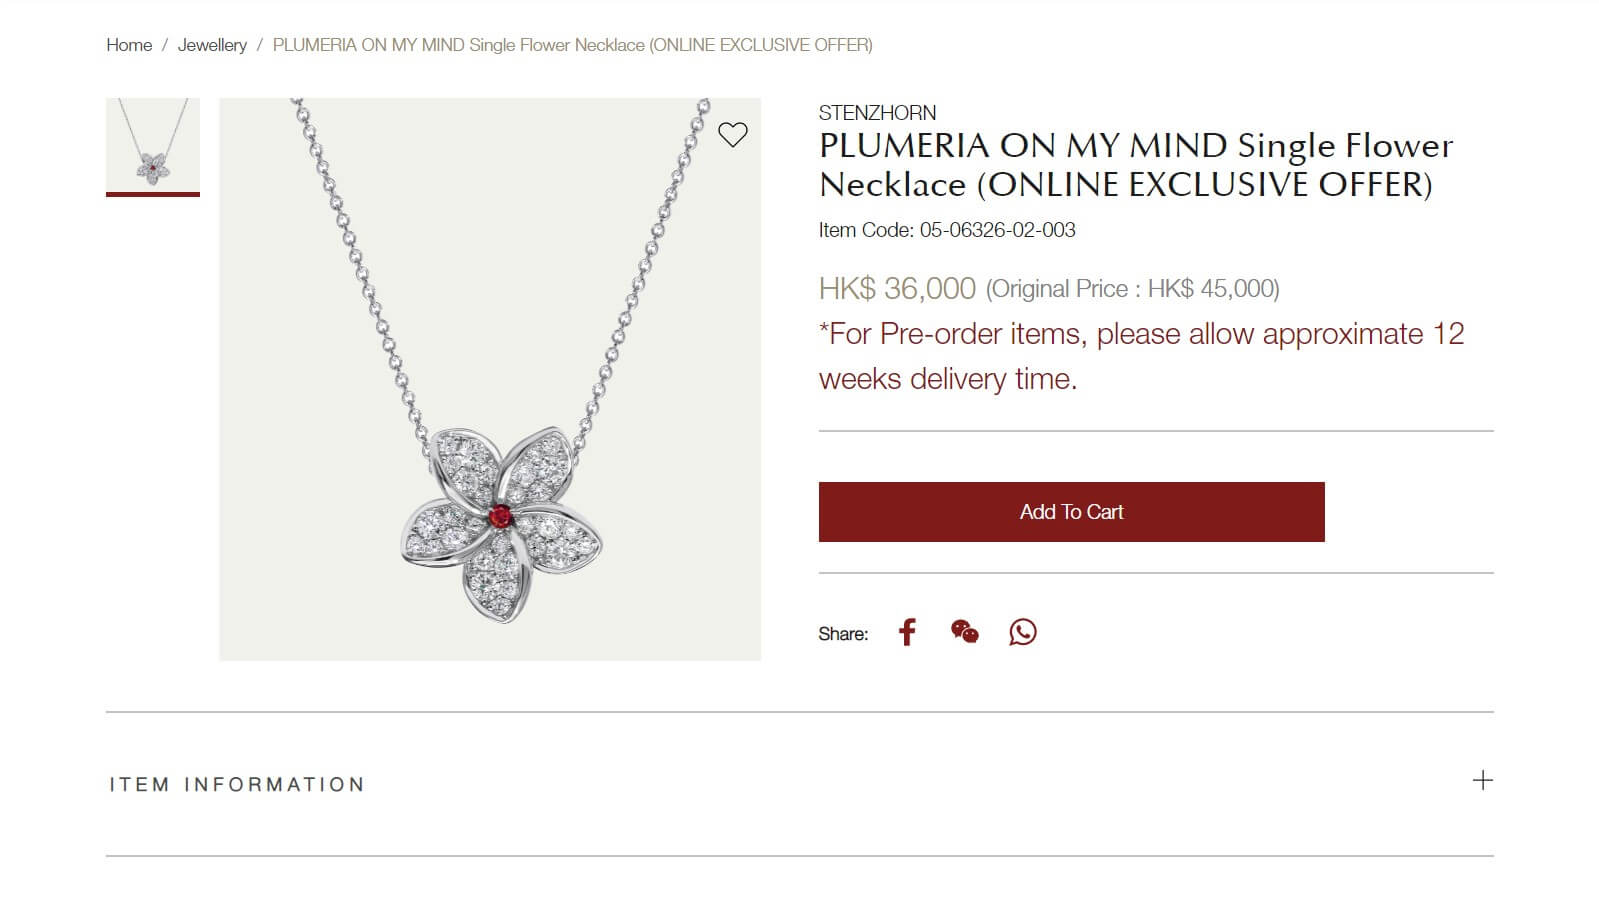 Home / Jewellery / PLUMERIA ON MY MIND Single Flower Necklace (ONLINE EXCLUSIVE OFFER)
STENZHORN
PLUMERIA ON MY MIND Single Flower
Necklace (ONLINE EXCLUSIVE OFFER)
Item Code: 05-06326-02-003
HK$ 36,000 (Original Price : HK$ 45,000)
*For Pre-order items, please allow approximate 12
weeks delivery time.
Add To Cart
Share:
ITEM INFORMATION